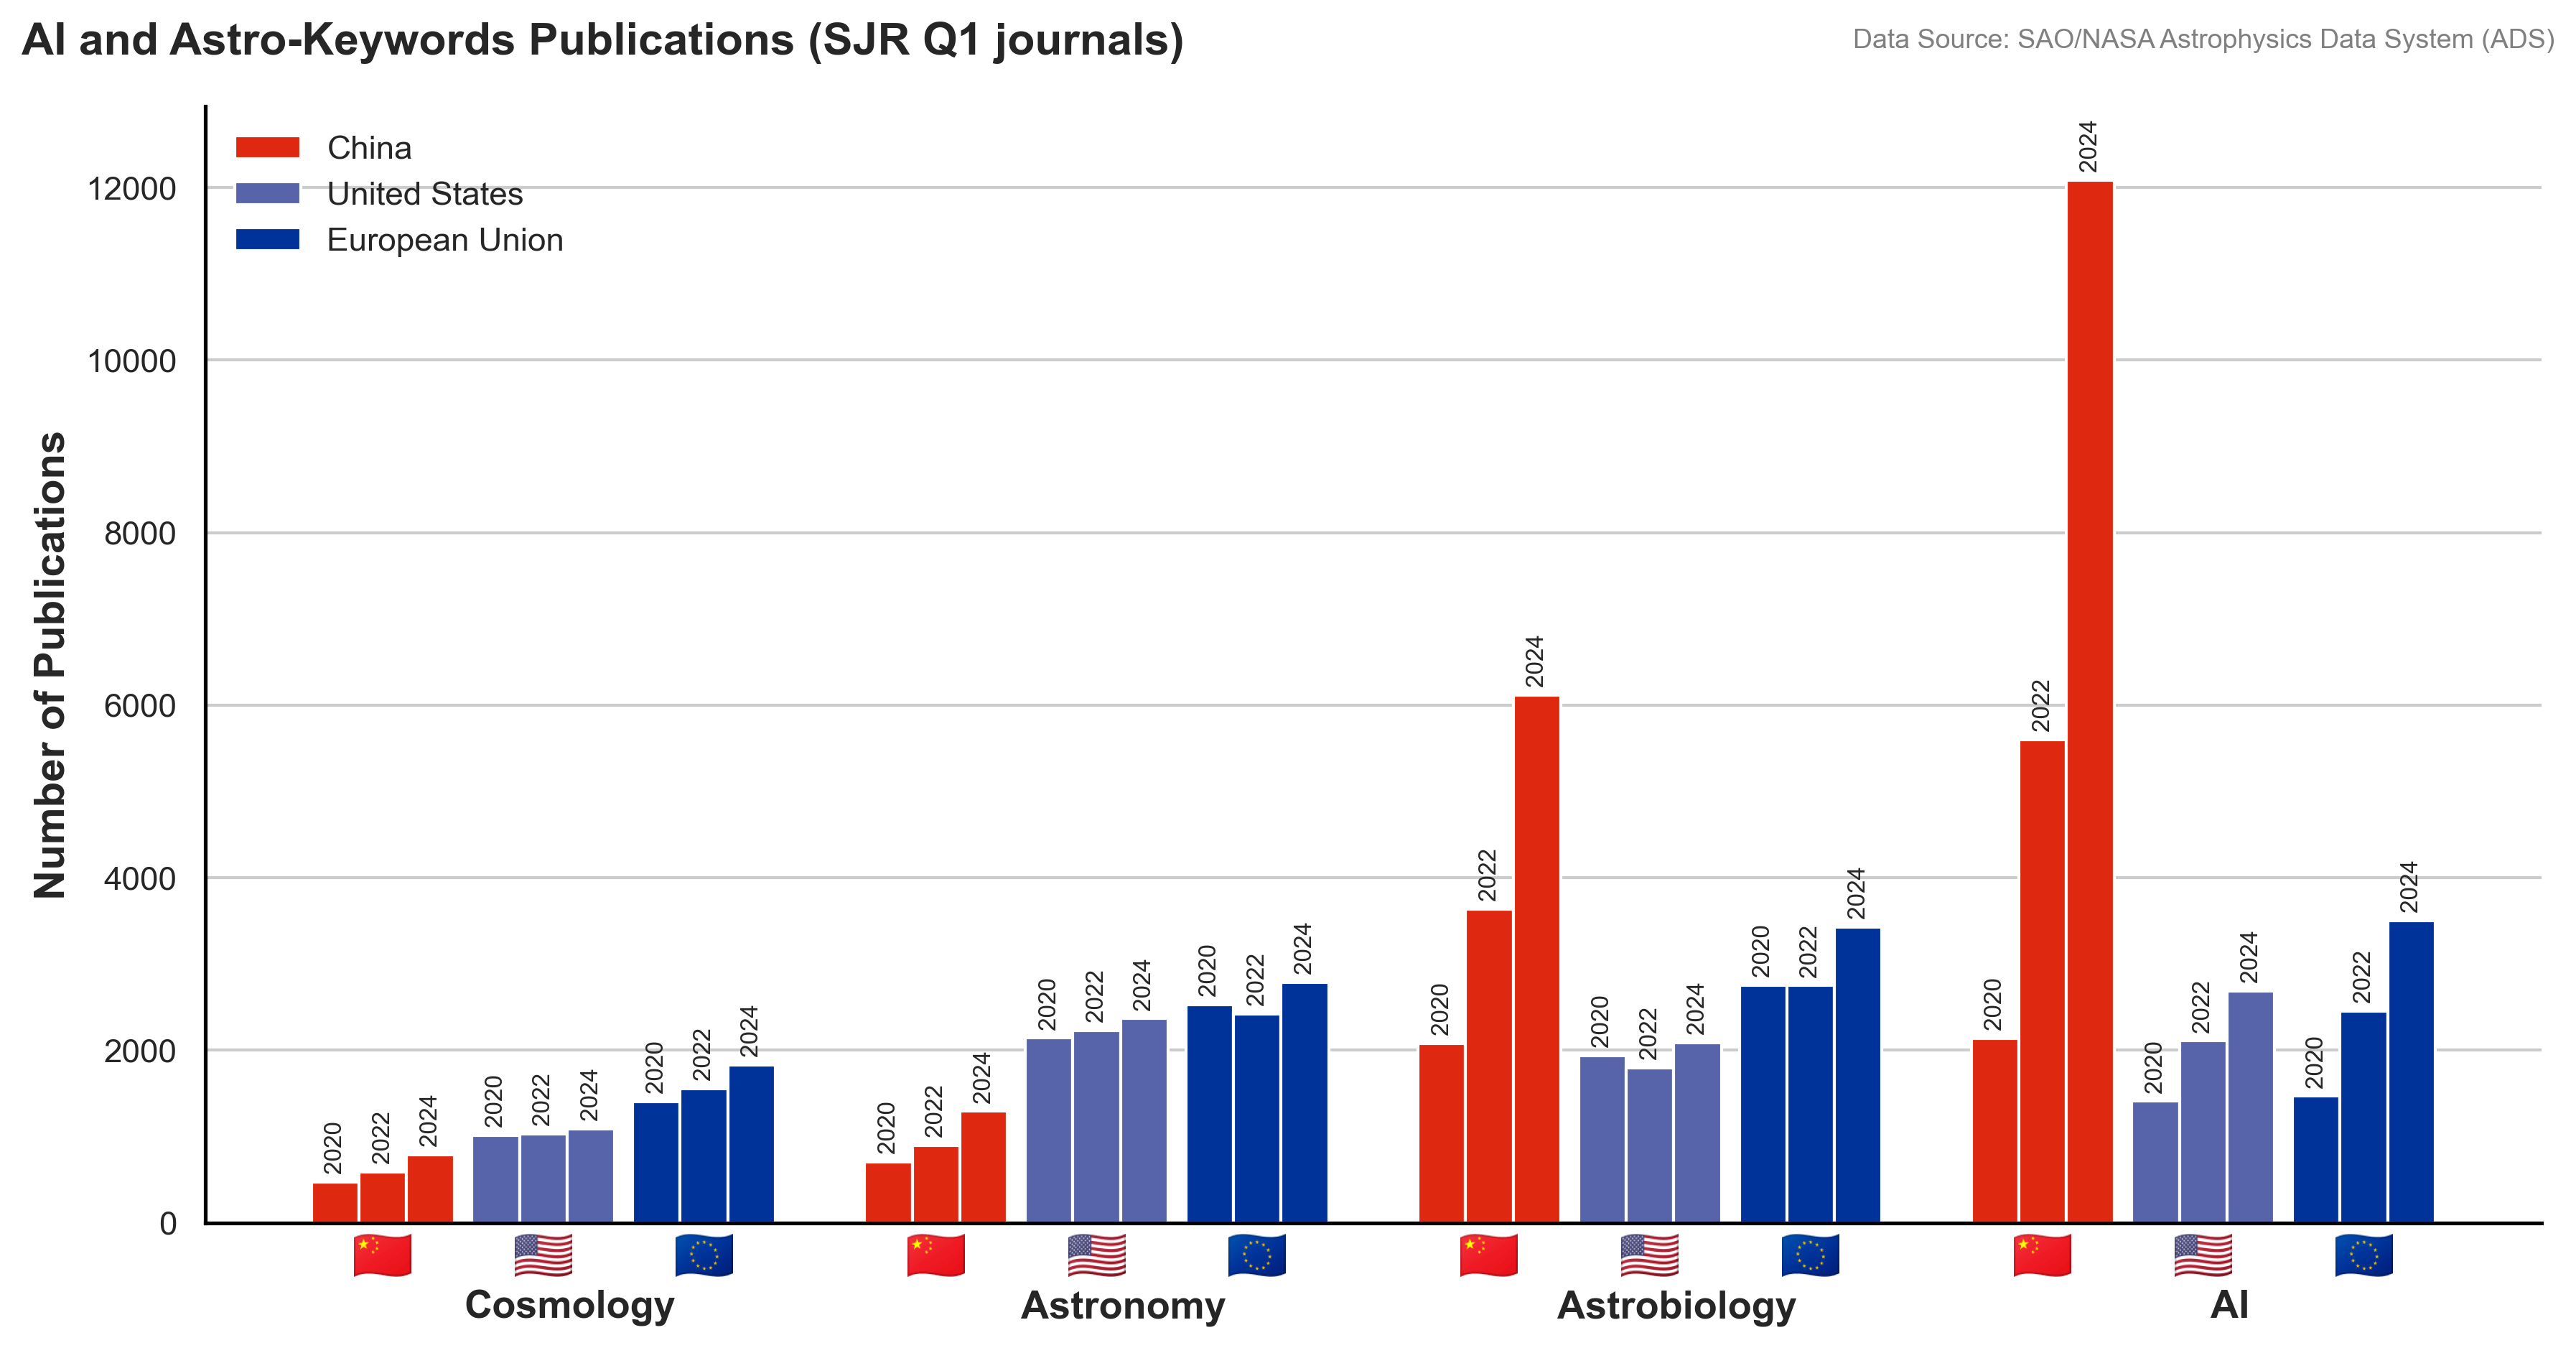 AI and Astro-Keywords Publications (SJR Q1 journals)
Data Source: SAO/NASA Astrophysics Data System (ADS)
China
United States
European Union
Number of Publications
12000
10000
8000
6000
4000
2000
0
2020 2022 2024 2020 2022 2024 2020 2022 2024
2020 2022 2024 2020 2022 2024 2020 2022 2024
2020 2022 2024 2020 2022 2024 2020 2022 2024
2020 2022 2024 2020 2022 2024 2020 2022 2024
Cosmology
Astronomy
Astrobiology
AI